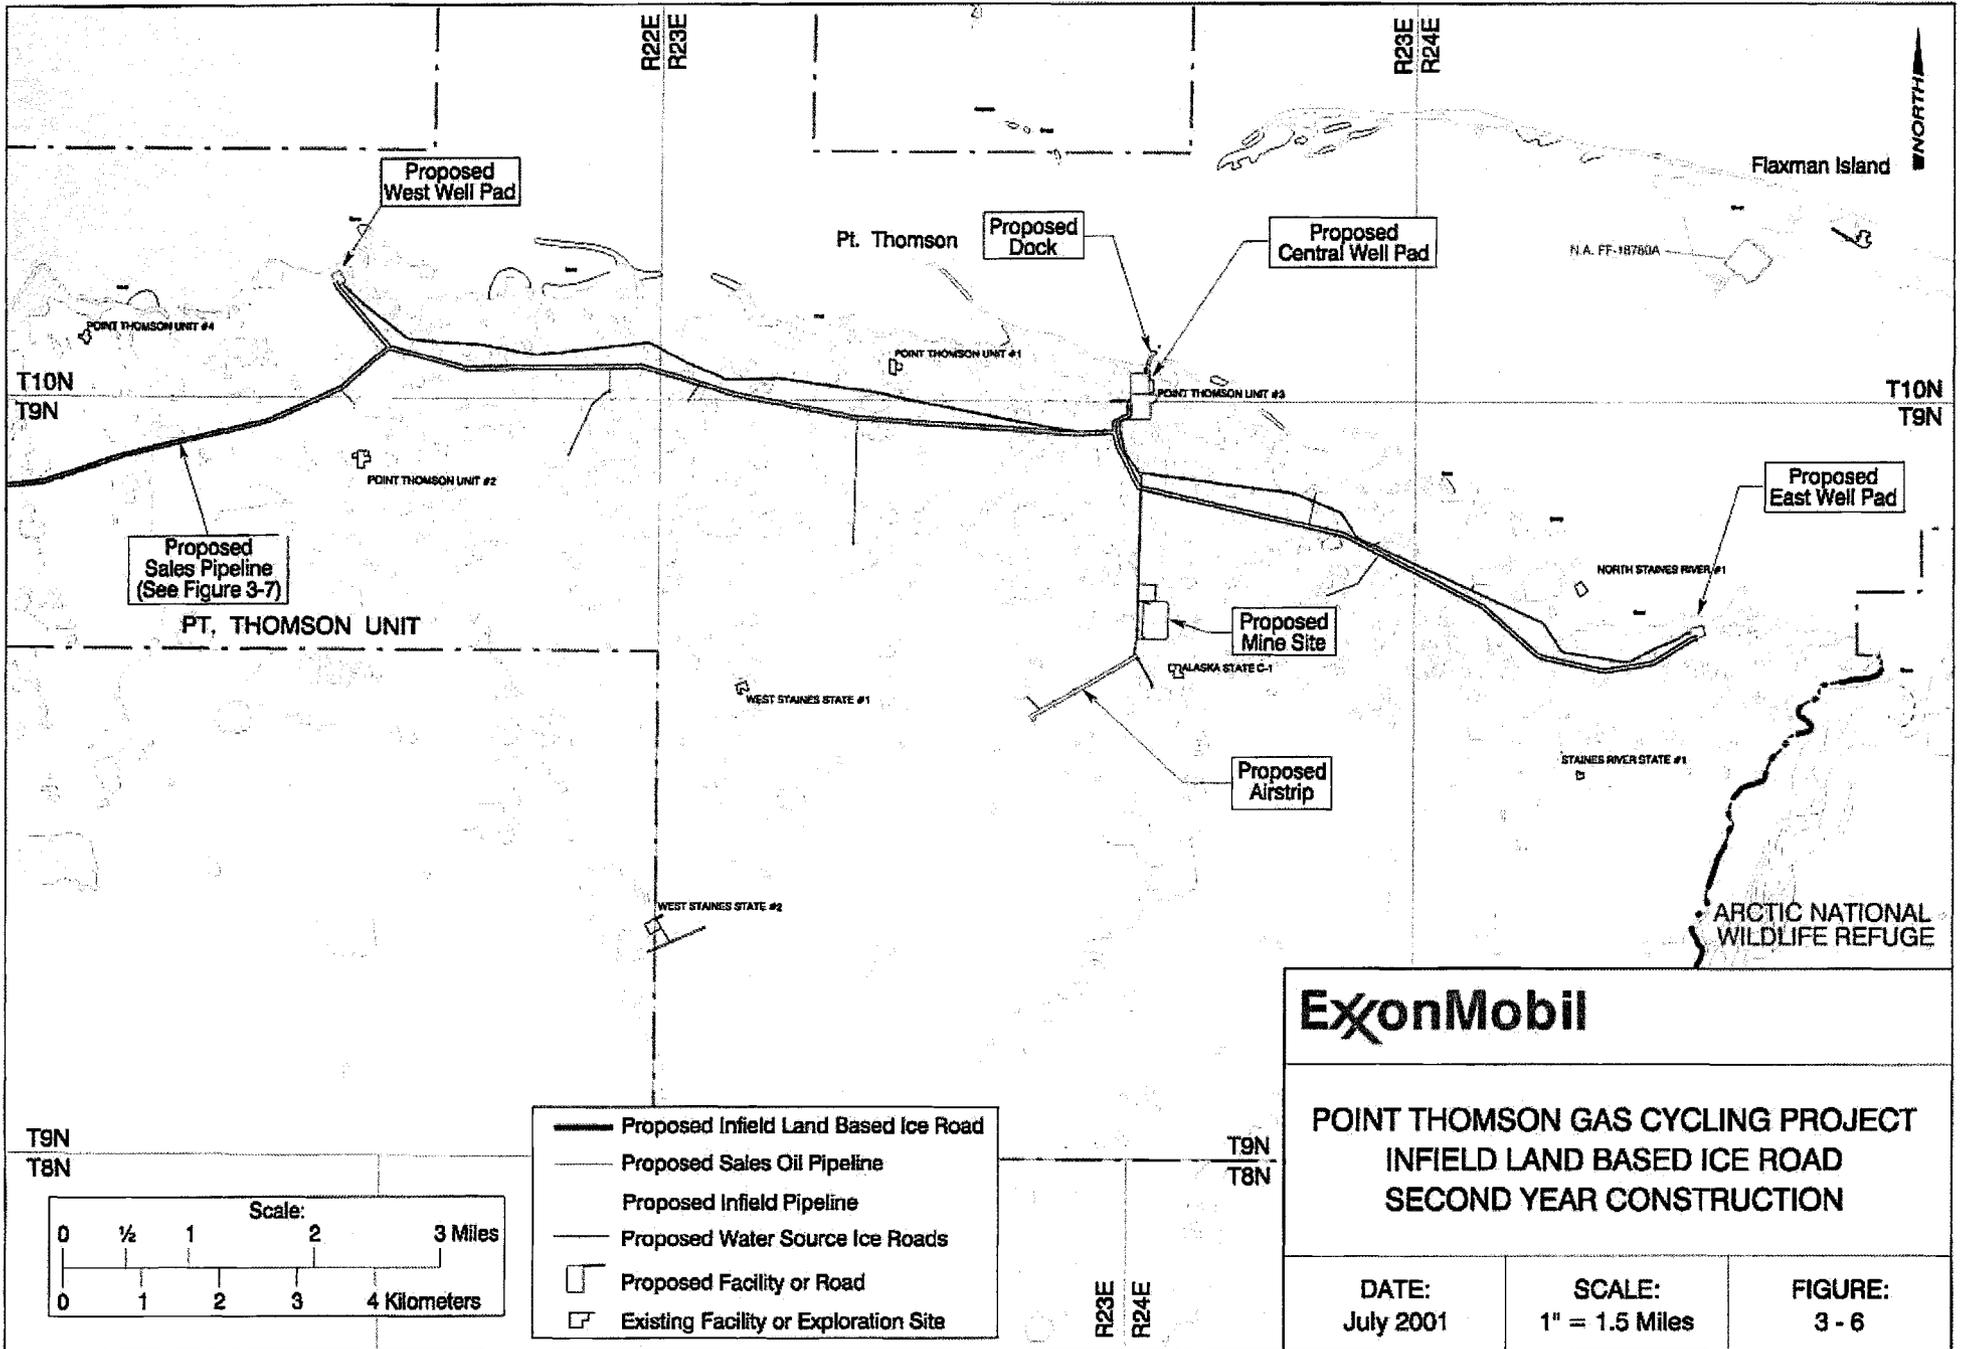 R22E
R23E
R23E
R24E
NORTH
Proposed
West Well Pad
Flaxman Island
Pt. Thomson
Proposed
Dock
Proposed
Central Well Pad
N.A. FF-18780A
POINT THOMSON UNIT #4
POINT THOMSON UNIT #1
T10N
T9N
POINT THOMSON UNIT #3
T10N
T9N
POINT THOMSON UNIT #2
Proposed
East Well Pad
Proposed
Sales Pipeline
(See Figure 3-7)
NORTH STAINES RIVER #1
PT. THOMSON UNIT
Proposed
Mine Site
ALASKA STATE C-1
WEST STAINES STATE #1
Proposed
Airstrip
STAINES RIVER STATE #1
WEST STAINES STATE #2
ARCTIC NATIONAL
WILDLIFE REFUGE
T9N
T8N
T9N
T8N
R23E
R24E
Scale:
0 ½ 1 2 3 Miles
0 1 2 3 4 Kilometers
Proposed Infield Land Based Ice Road
Proposed Sales Oil Pipeline
Proposed Infield Pipeline
Proposed Water Source Ice Roads
Proposed Facility or Road
Existing Facility or Exploration Site
ExxonMobil
POINT THOMSON GAS CYCLING PROJECT
INFIELD LAND BASED ICE ROAD
SECOND YEAR CONSTRUCTION
DATE:
July 2001
SCALE:
1" = 1.5 Miles
FIGURE:
3 - 6